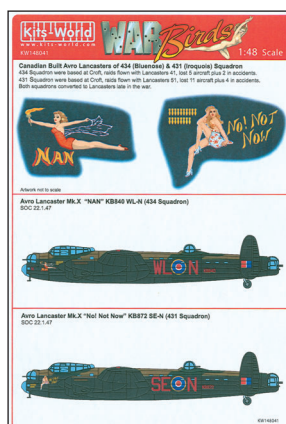 Kits-World
www.kits-world.com
KW148041
WAR Birds
1:48 Scale
Canadian Built Avro Lancasters of 434 (Bluenose) & 431 (Iroquois) Squadron
434 Squadron were based at Croft, raids flown with Lancasters 41, lost 5 aircraft plus 2 in accidents.
431 Squadron were based at Croft, raids flown with Lancasters 51, lost 11 aircraft plus 4 in accidents.
Both squadrons converted to Lancasters late in the war.
NAN
No! Not
Now
Artwork not to scale
Avro Lancaster Mk.X "NAN" KB840 WL-N (434 Squadron)
SOC 22.1.47
WL N
Avro Lancaster Mk.X "No! Not Now" KB872 SE-N (431 Squadron)
SOC 22.1.47
SE N
KW148041